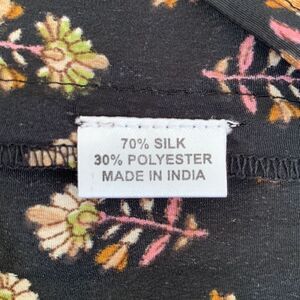 70% SILK
30% POLYESTER
MADE IN INDIA